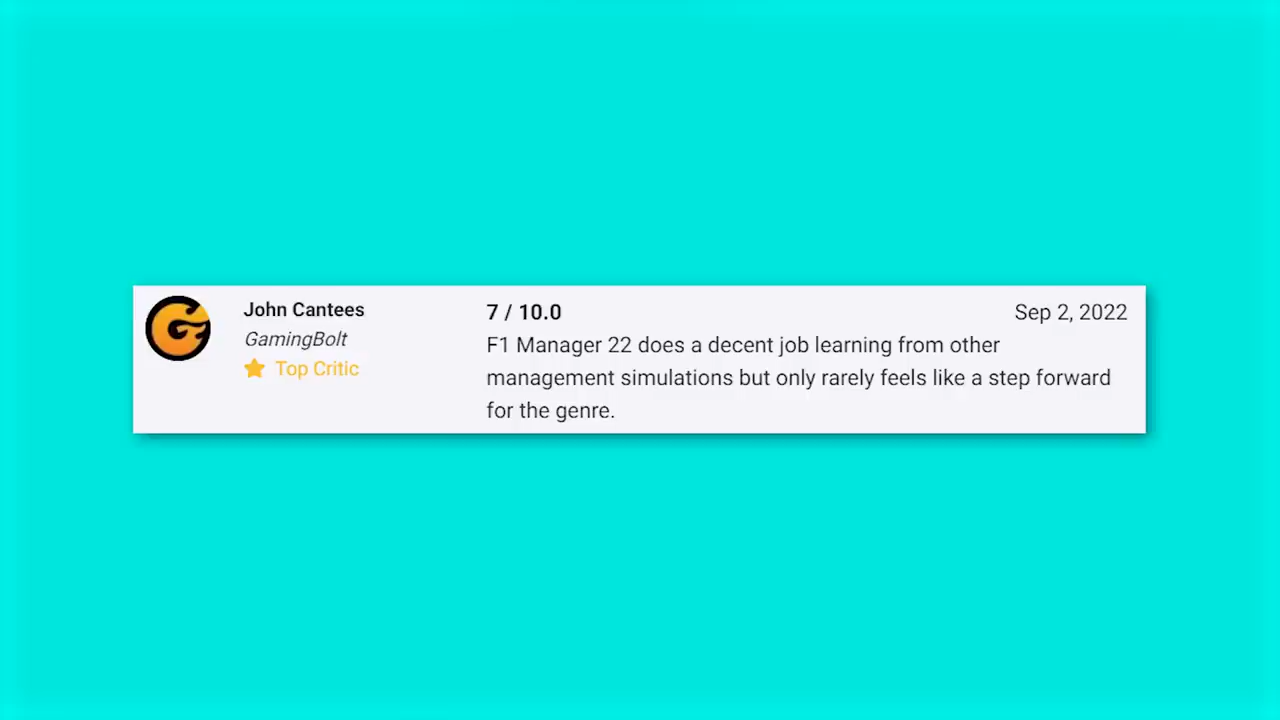 John Cantees
GamingBolt
Top Critic
7 / 10.0
Sep 2, 2022
F1 Manager 22 does a decent job learning from other
management simulations but only rarely feels like a step forward
for the genre.